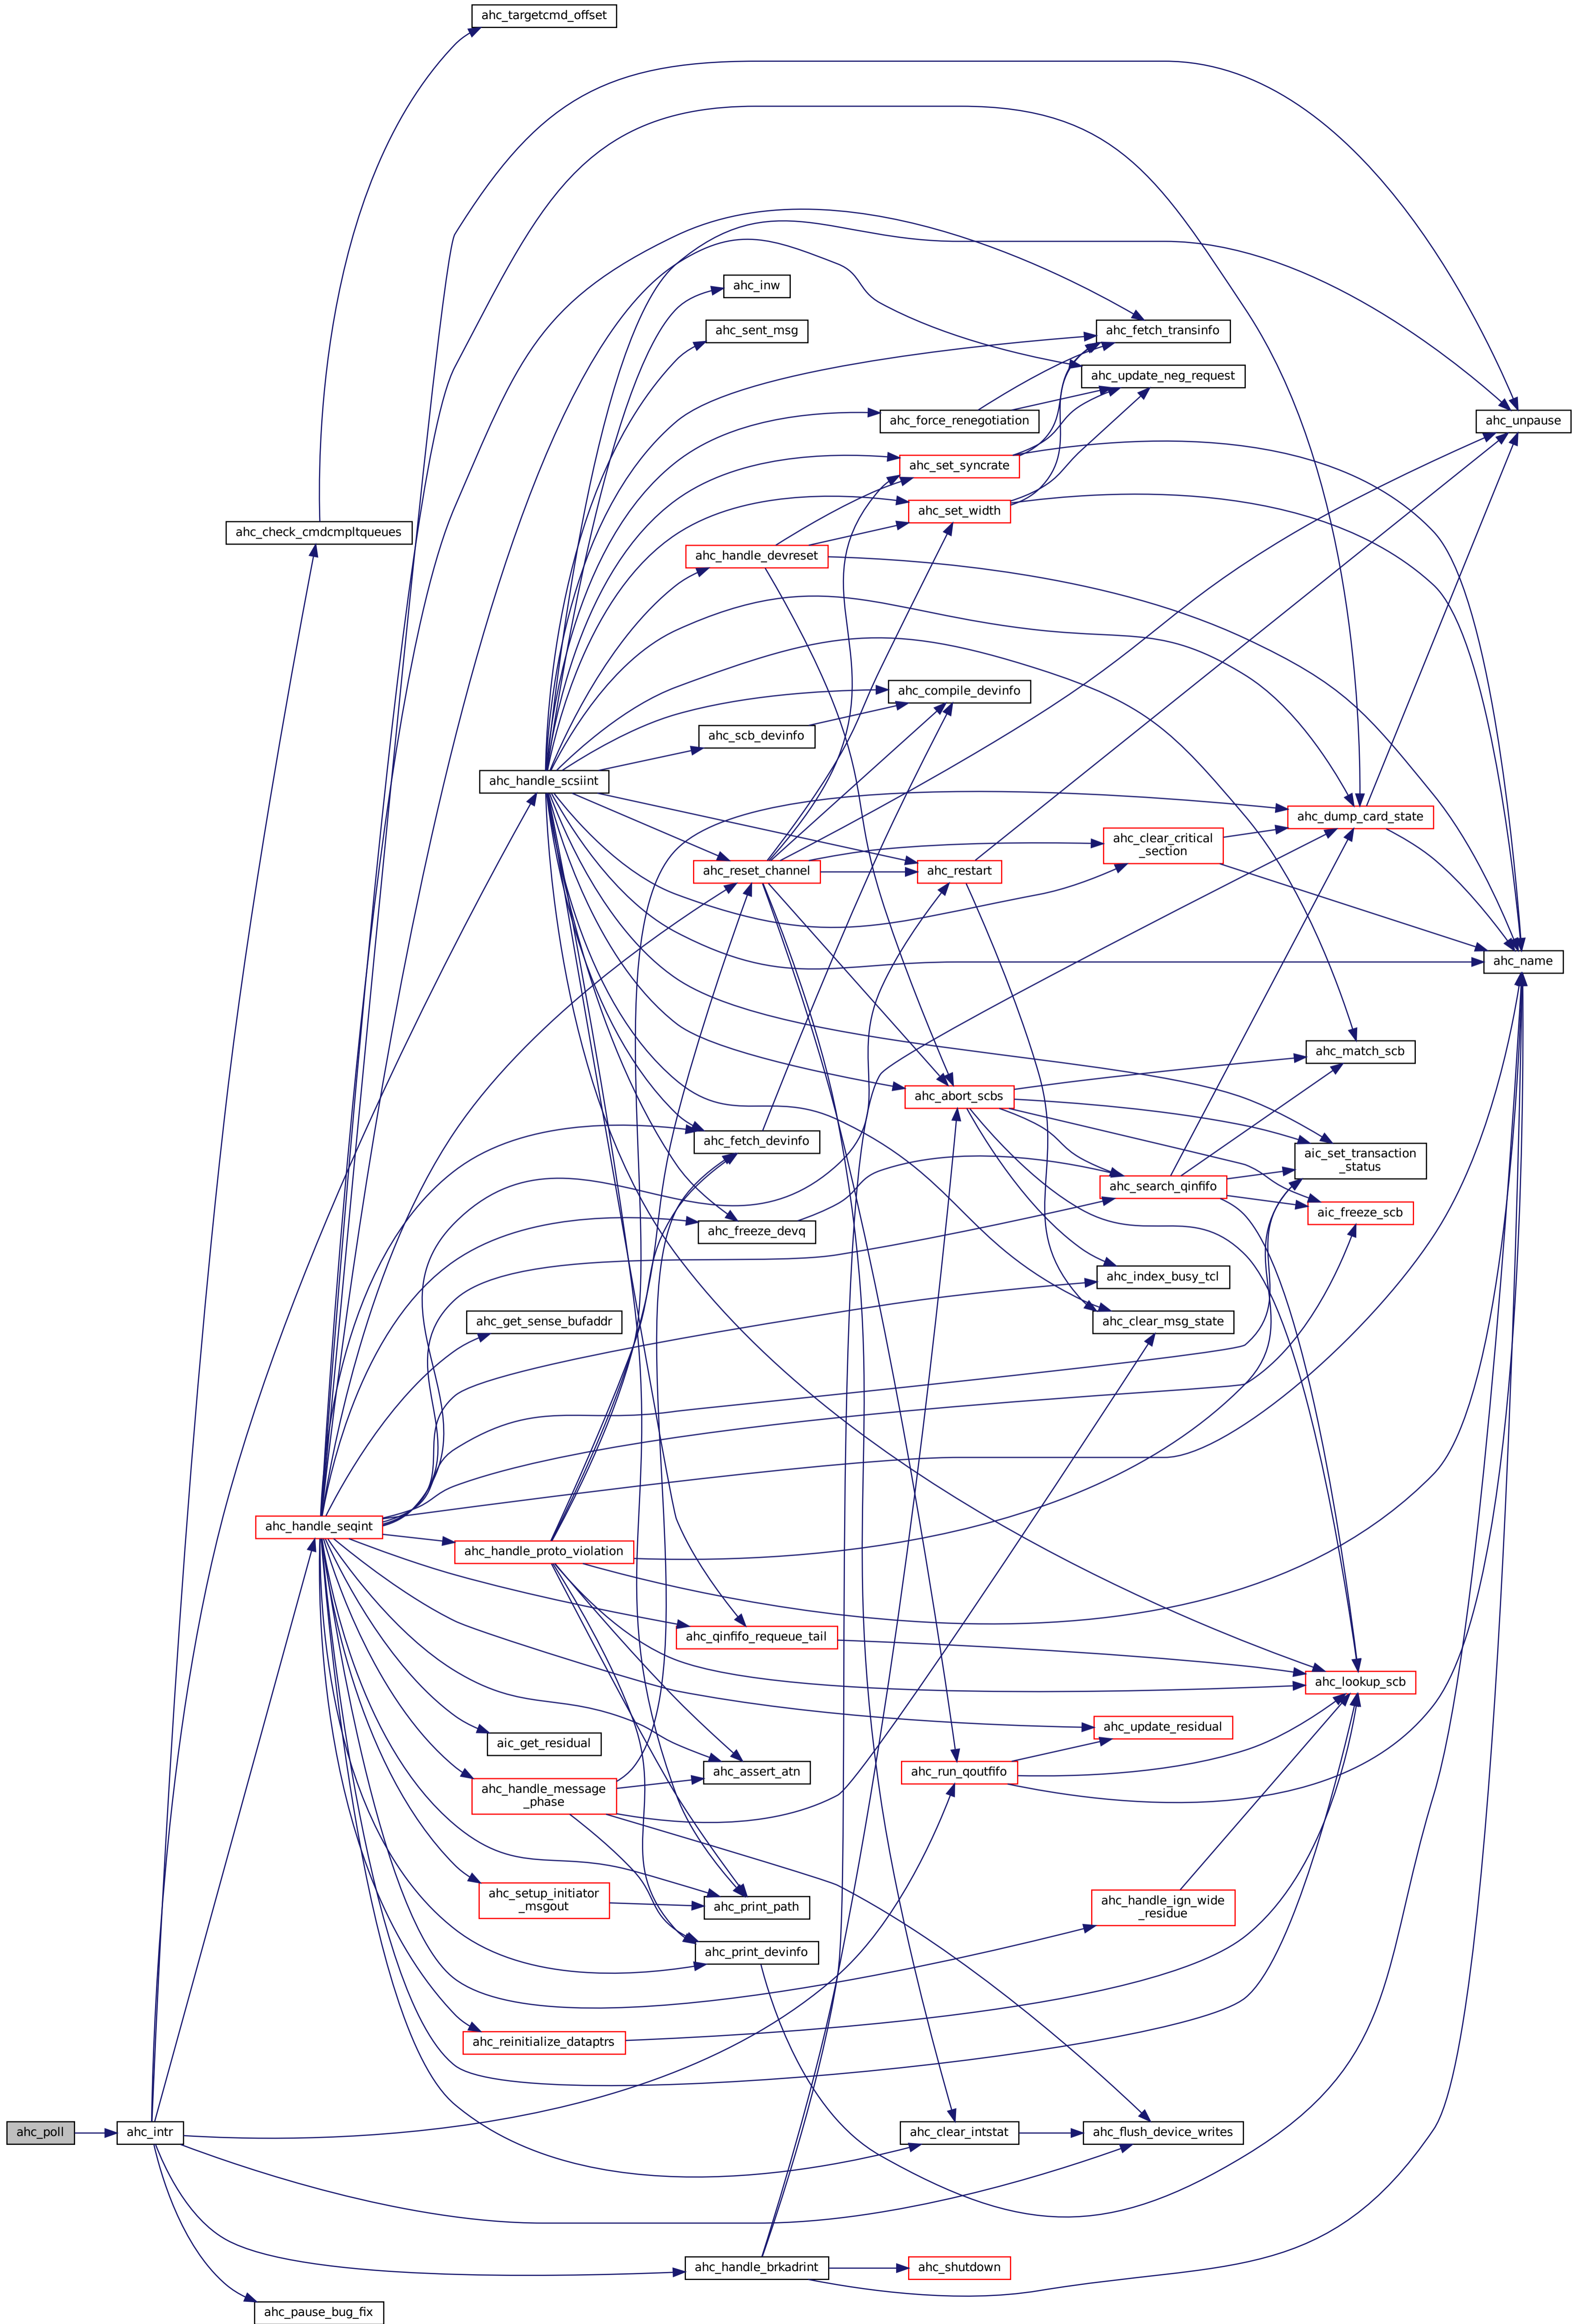 ahc_targetcmd_offset
ahc_inw
ahc_sent_msg
ahc_fetch_transinfo
ahc_update_neg_request
ahc_force_renegotiation
ahc_unpause
ahc_set_syncrate
ahc_set_width
ahc_check_cmdcmpltqueues
ahc_handle_devreset
ahc_compile_devinfo
ahc_scb_devinfo
ahc_handle_scsiint
ahc_dump_card_state
ahc_clear_critical
_section
ahc_reset_channel
ahc_restart
ahc_name
ahc_match_scb
ahc_abort_scbs
ahc_fetch_devinfo
aic_set_transaction
_status
ahc_search_qinfifo
aic_freeze_scb
ahc_freeze_devq
ahc_index_busy_tcl
ahc_get_sense_bufaddr
ahc_clear_msg_state
ahc_handle_seqint
ahc_handle_proto_violation
ahc_qinfifo_requeue_tail
ahc_lookup_scb
ahc_update_residual
aic_get_residual
ahc_assert_atn
ahc_run_qoutfifo
ahc_handle_message
_phase
ahc_setup_initiator
_msgout
ahc_print_path
ahc_handle_ign_wide
_residue
ahc_print_devinfo
ahc_reinitialize_dataptrs
ahc_poll
ahc_intr
ahc_clear_intstat
ahc_flush_device_writes
ahc_handle_brkadrint
ahc_shutdown
ahc_pause_bug_fix